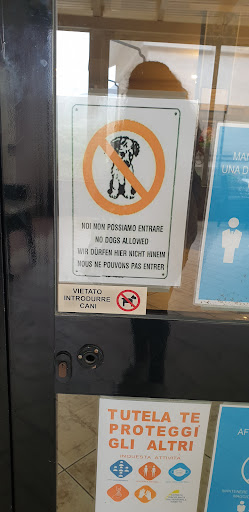 NOI NON POSSIAMO ENTRARE
NO DOGS ALLOWED
WIR DÜRFEN HIER NICHT HINEIN
NOUS NE POUVONS PAS ENTRER
VIETATO
INTRODURRE
CANI
TUTELA TE
PROTEGGI
GLI ALTRI
UNA D